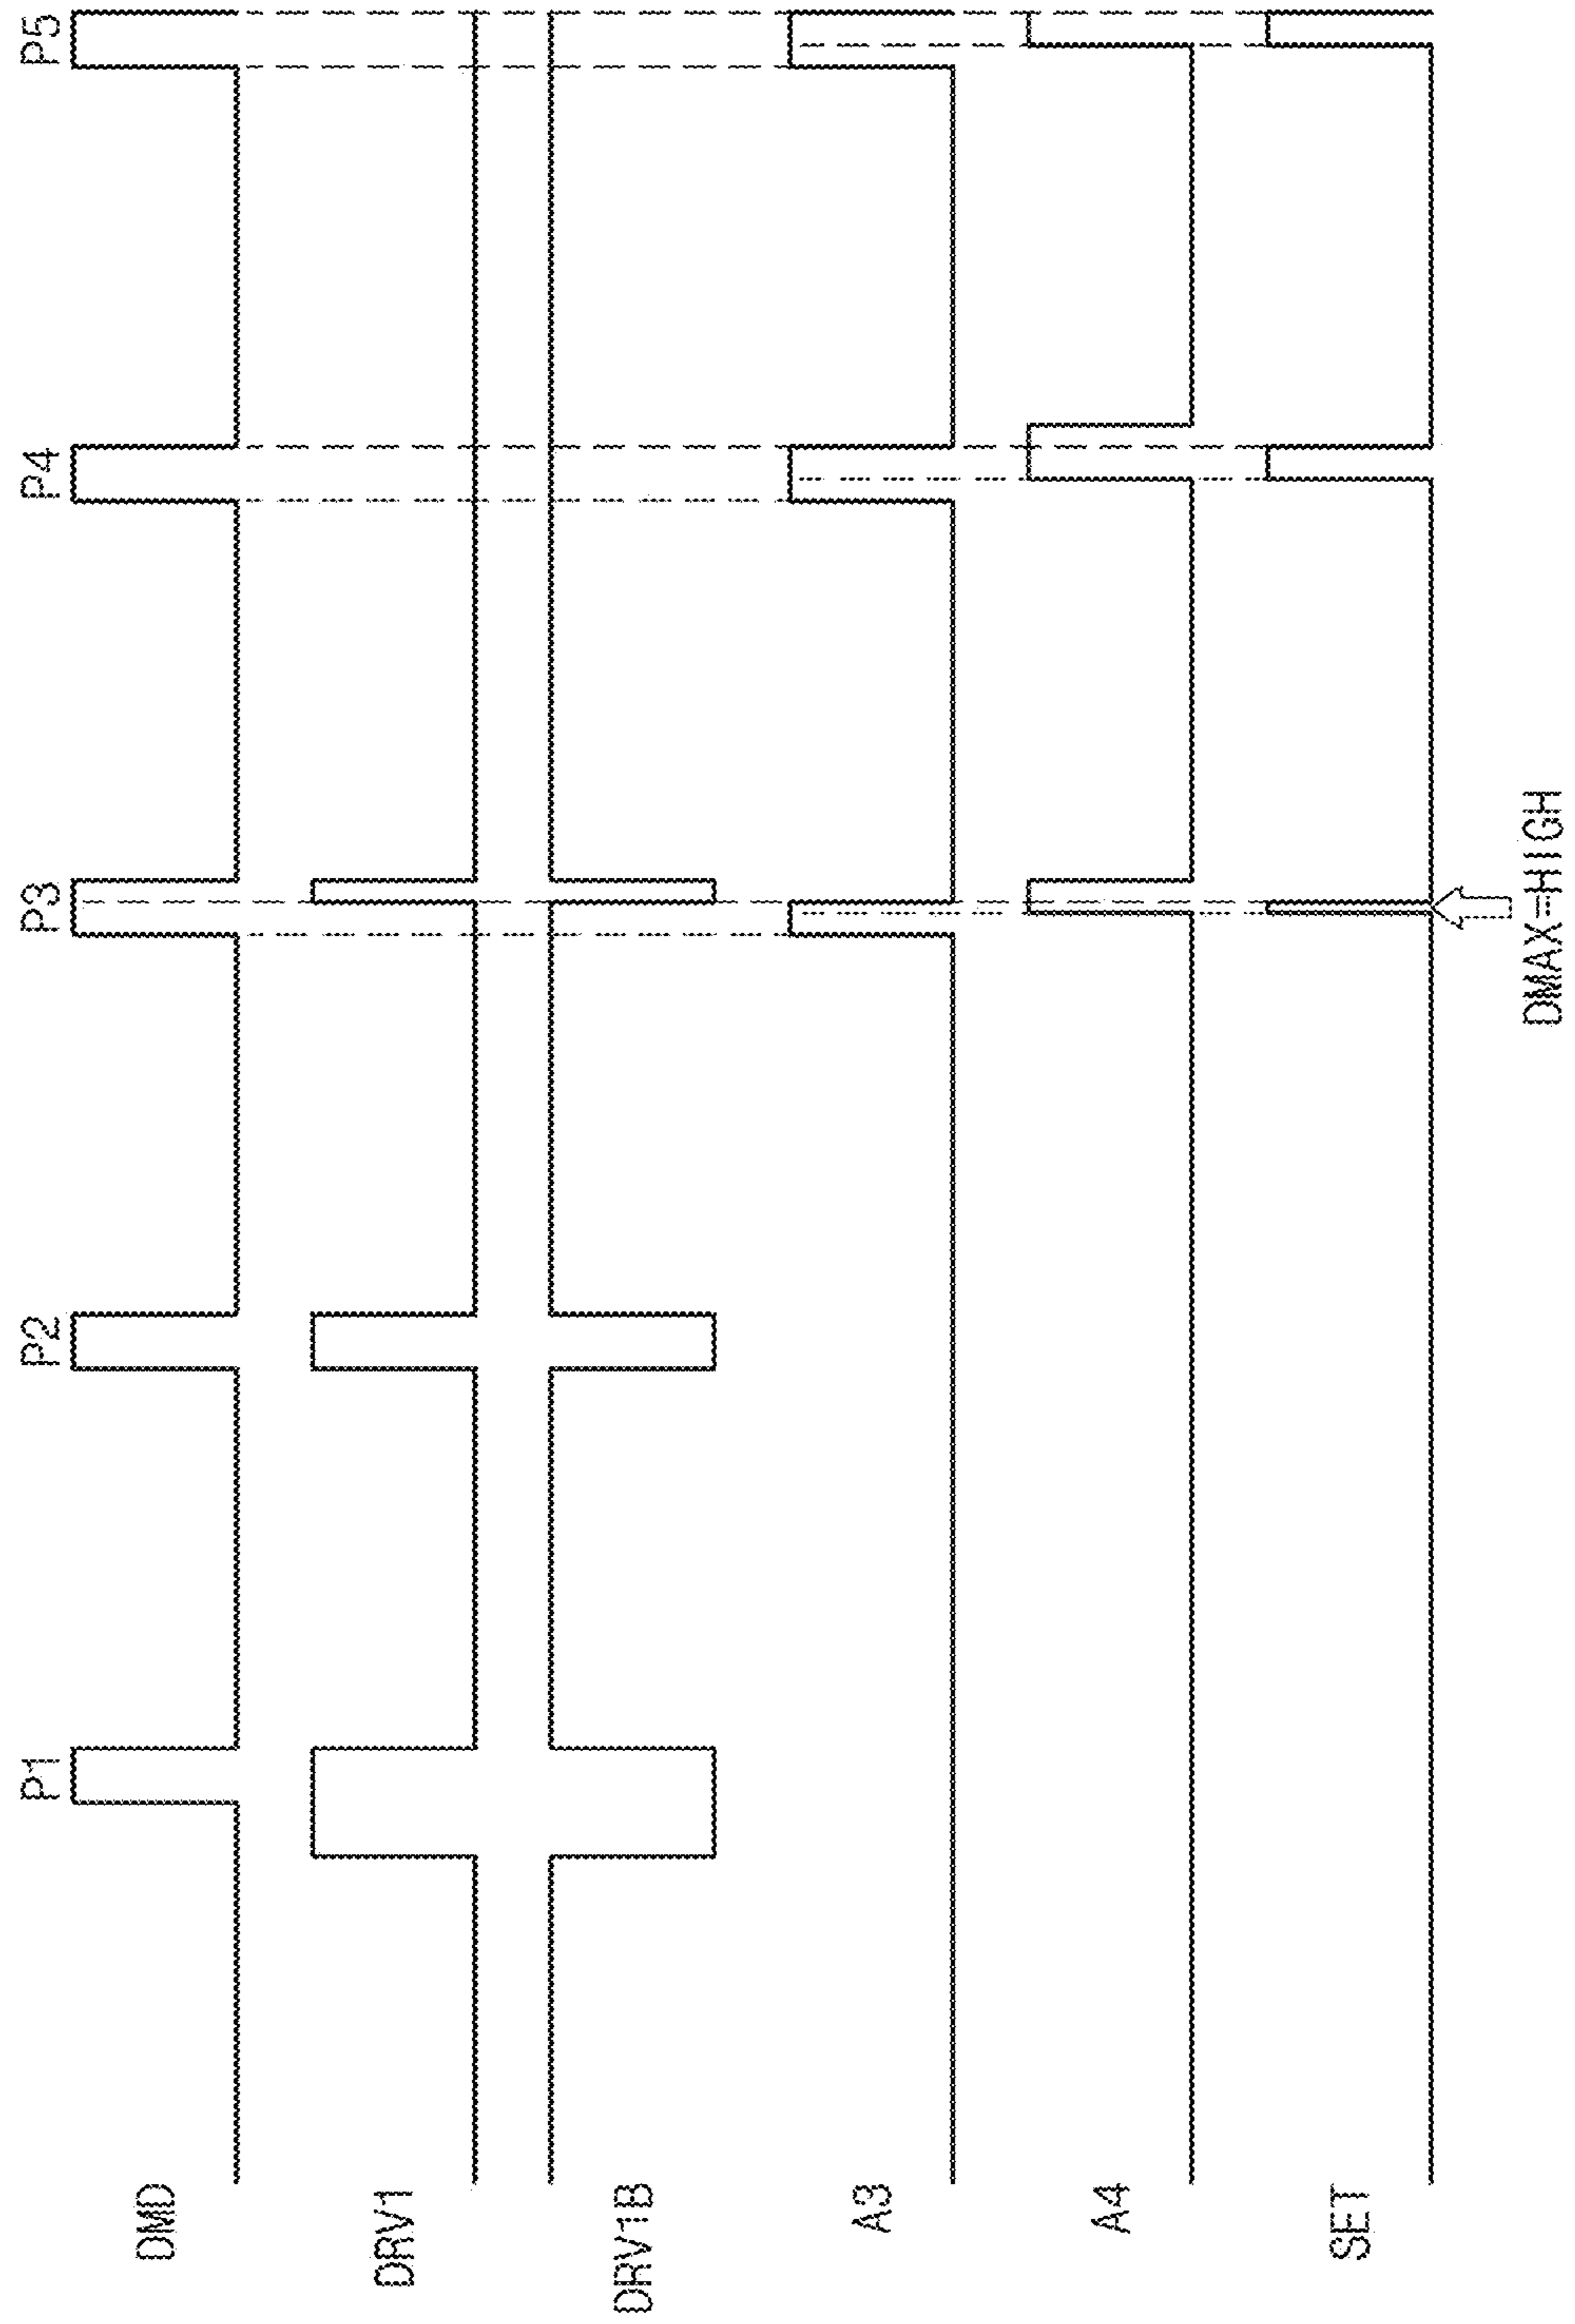 P1 P2 P3 P4 P5
DMD
DRV1
DRV1B
A3
A4
SET
DMAX=HIGH